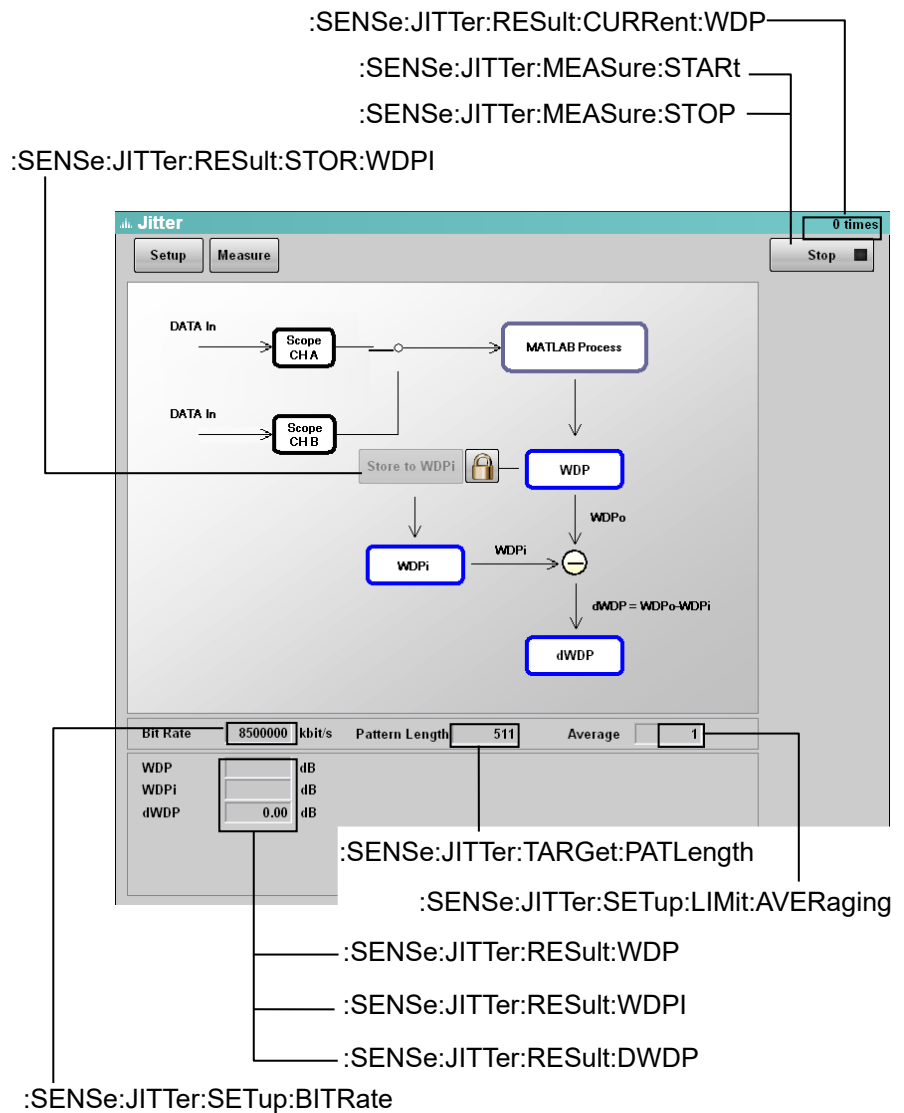 :SENSe:JITTer:RESult:CURRent:WDP
:SENSe:JITTer:MEASure:STARt
:SENSe:JITTer:MEASure:STOP
:SENSe:JITTer:RESult:STOR:WDPI
Jitter
0 times
Setup
Measure
Stop
DATA In
Scope
CH A
MATLAB Process
DATA In
Scope
CH B
Store to WDPi
WDP
WDPo
WDPi
WDPi
dWDP = WDPo-WDPi
dWDP
Bit Rate 8500000 kbit/s Pattern Length 511 Average 1
WDP dB
WDPi dB
dWDP 0.00 dB
:SENSe:JITTer:TARGet:PATLength
:SENSe:JITTer:SETup:LIMit:AVERaging
:SENSe:JITTer:RESult:WDP
:SENSe:JITTer:RESult:WDPI
:SENSe:JITTer:RESult:DWDP
:SENSe:JITTer:SETup:BITRate